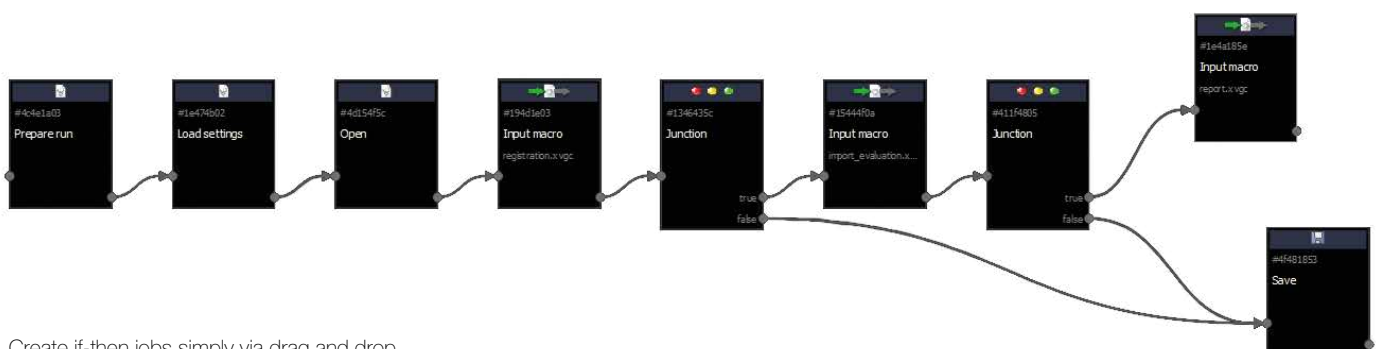 #1e4a185e
Input macro
report.xvgc
#4c4e1a03
Prepare run
#1e474b02
Load settings
#4d154f5c
Open
#194d1e03
Input macro
registration.xvgc
#1346435c
Junction
true
false
#15444f0a
Input macro
import_evaluation.x...
#411f4805
Junction
true
false
#4f481853
Save
Create if-then jobs simply via drag and drop